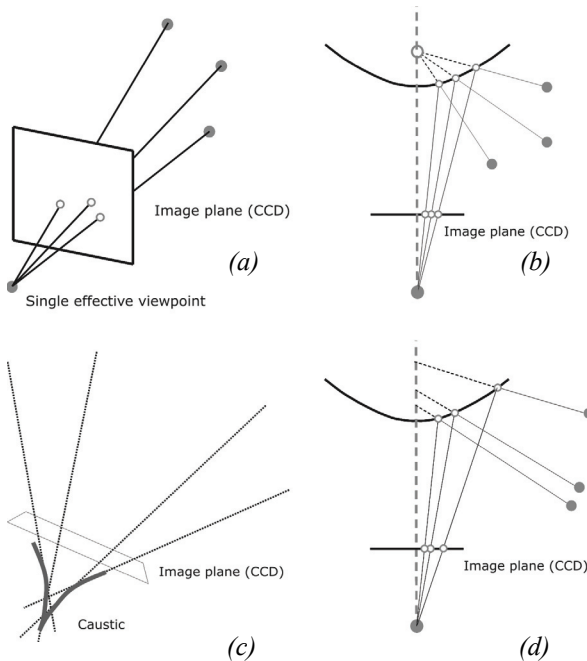 Image plane (CCD)
(a)
Single effective viewpoint
Image plane (CCD)
(b)
Image plane (CCD)
Caustic
(c)
Image plane (CCD)
(d)